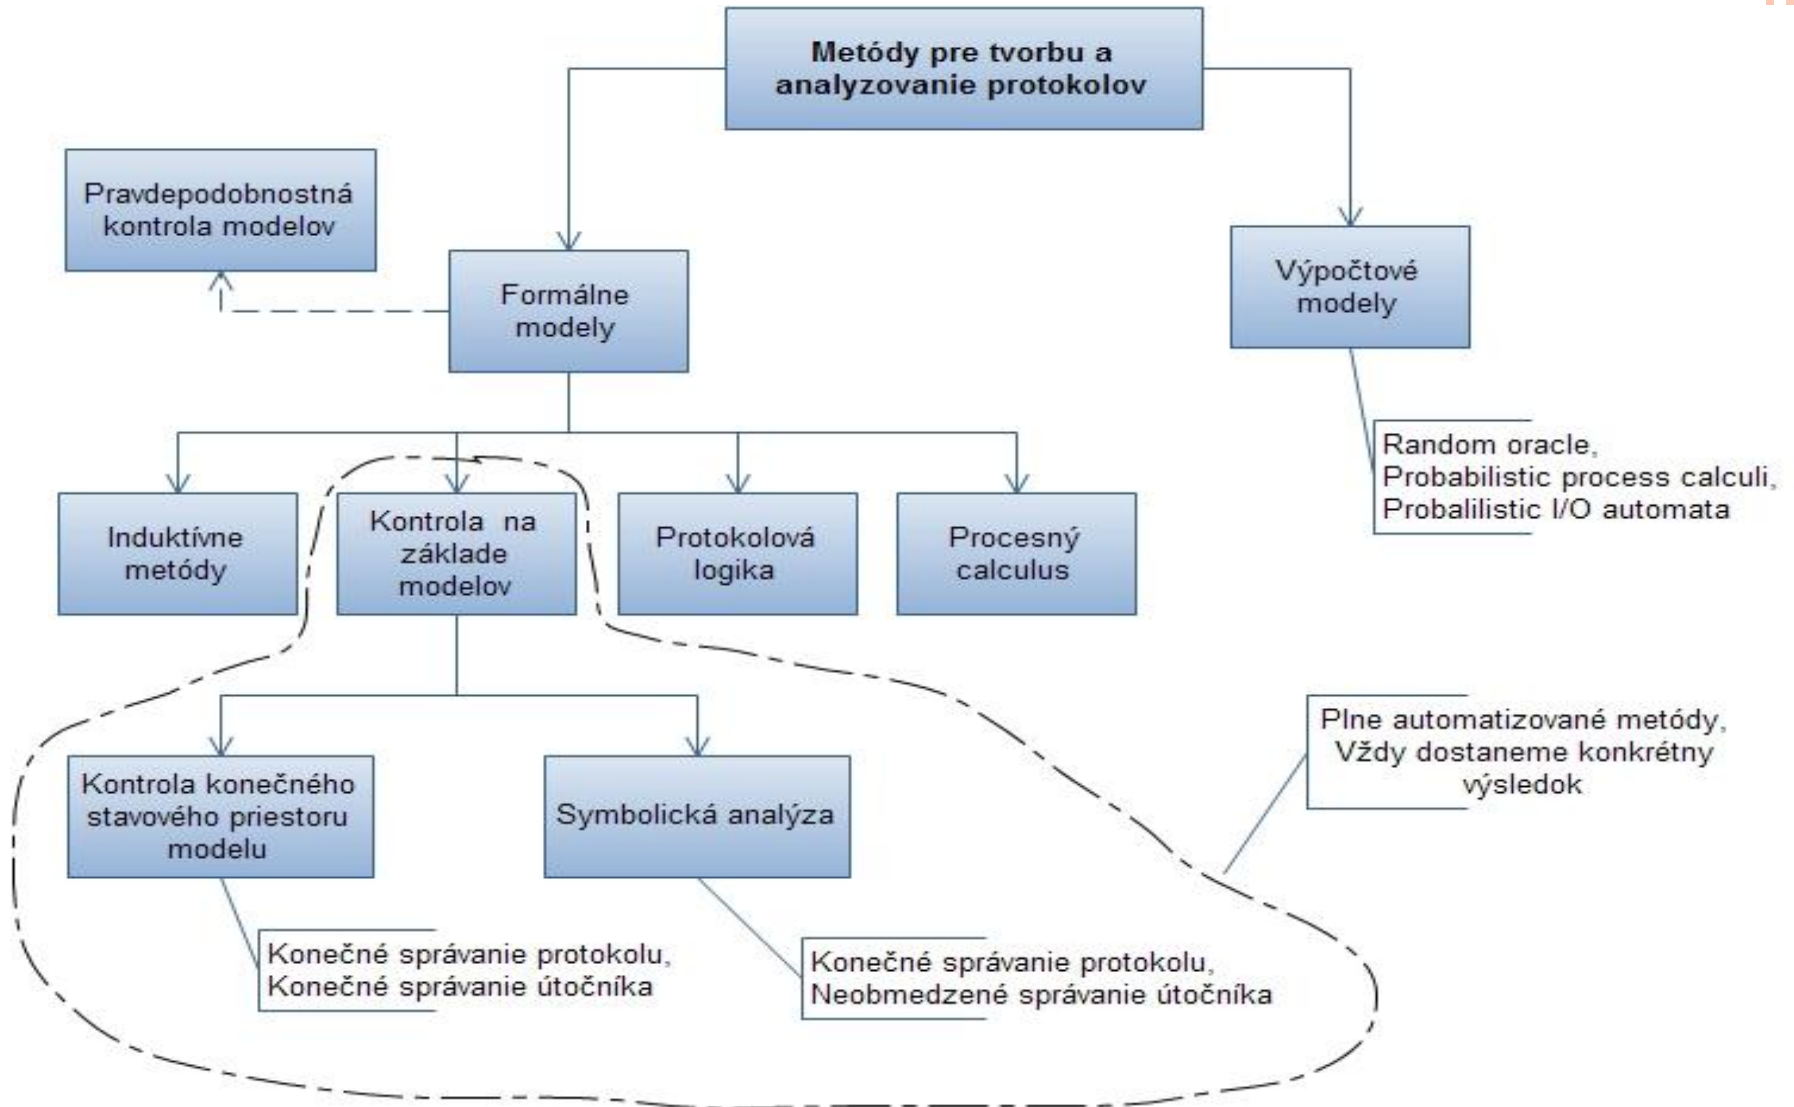 Metódy pre tvorbu a
analyzovanie protokolov
Pravdepodobnostná
kontrola modelov
Formálne
modely
Výpočtové
modely
Random oracle,
Probabilistic process calculi,
Probalilistic I/O automata
Induktívne
metódy
Kontrola na
základe
modelov
Protokolová
logika
Procesný
calculus
Plne automatizované metódy,
Vždy dostaneme konkrétny
výsledok
Kontrola konečného
stavového priestoru
modelu
Symbolická analýza
Konečné správanie protokolu,
Konečné správanie útočníka
Konečné správanie protokolu,
Neobmedzené správanie útočníka